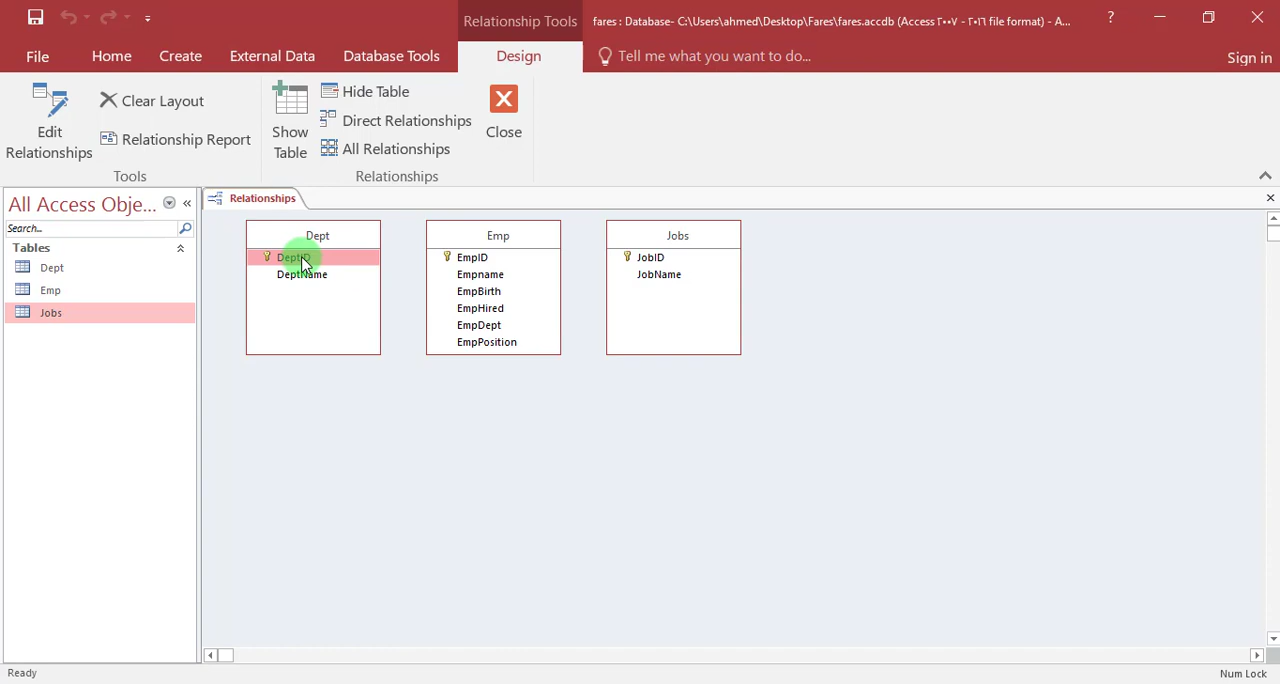 Relationship Tools
fares : Database- C:\Users\ahmed\Desktop\Fares\fares.accdb (Access ٢٠٠٧ - ٢٠١٦ file format) - A...
?
File
Home
Create
External Data
Database Tools
Design
Tell me what you want to do...
Sign in
Edit
Relationships
Clear Layout
Relationship Report
Tools
Show
Table
Hide Table
Direct Relationships
All Relationships
Relationships
Close
All Access Obje...
Search...
Tables
Dept
Emp
Jobs
Relationships
Dept
DeptID
DeptName
Emp
EmpID
Empname
EmpBirth
EmpHired
EmpDept
EmpPosition
Jobs
JobID
JobName
Ready
Num Lock